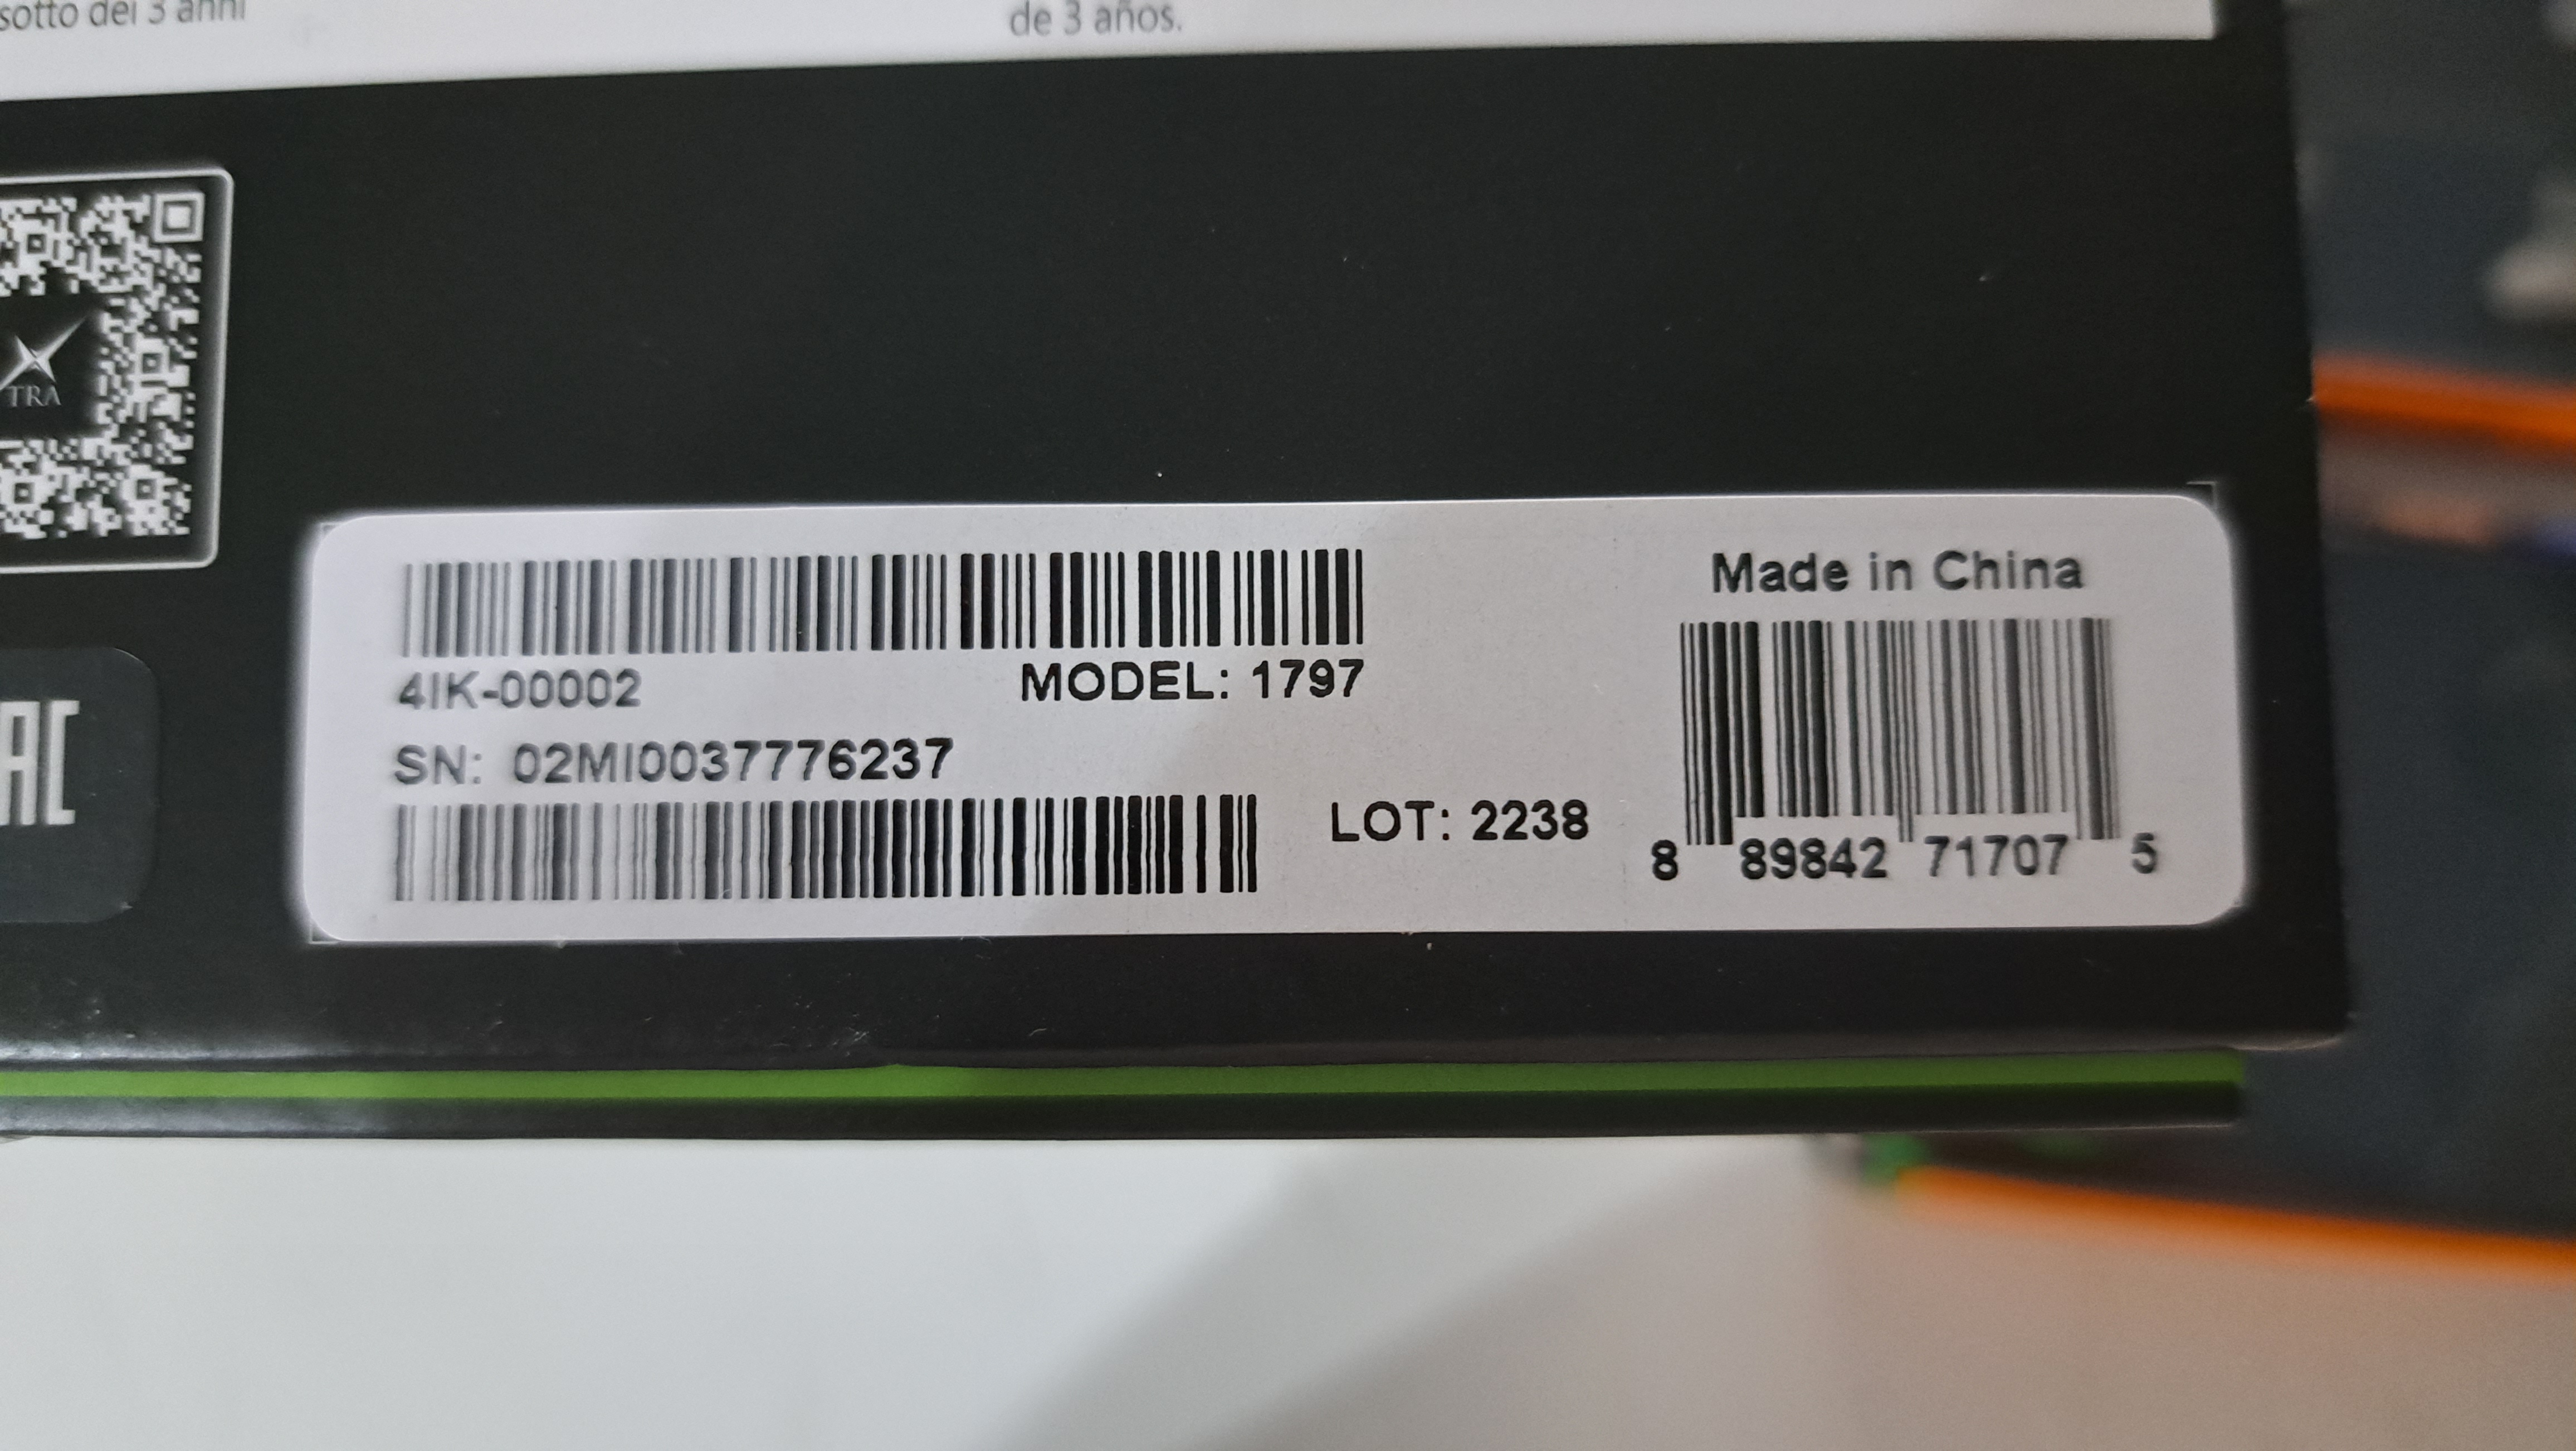 sotto dei 3 anni
de 3 años.
TRA
4IK-00002
MODEL: 1797
SN: 02MI0037776237
LOT: 2238
Made in China
8 89842 71707 5